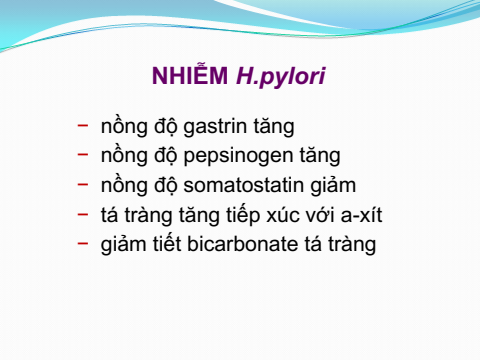 NHIỄM H.pylori
− nồng độ gastrin tăng
− nồng độ pepsinogen tăng
− nồng độ somatostatin giảm
− tá tràng tăng tiếp xúc với a-xít
− giảm tiết bicarbonate tá tràng